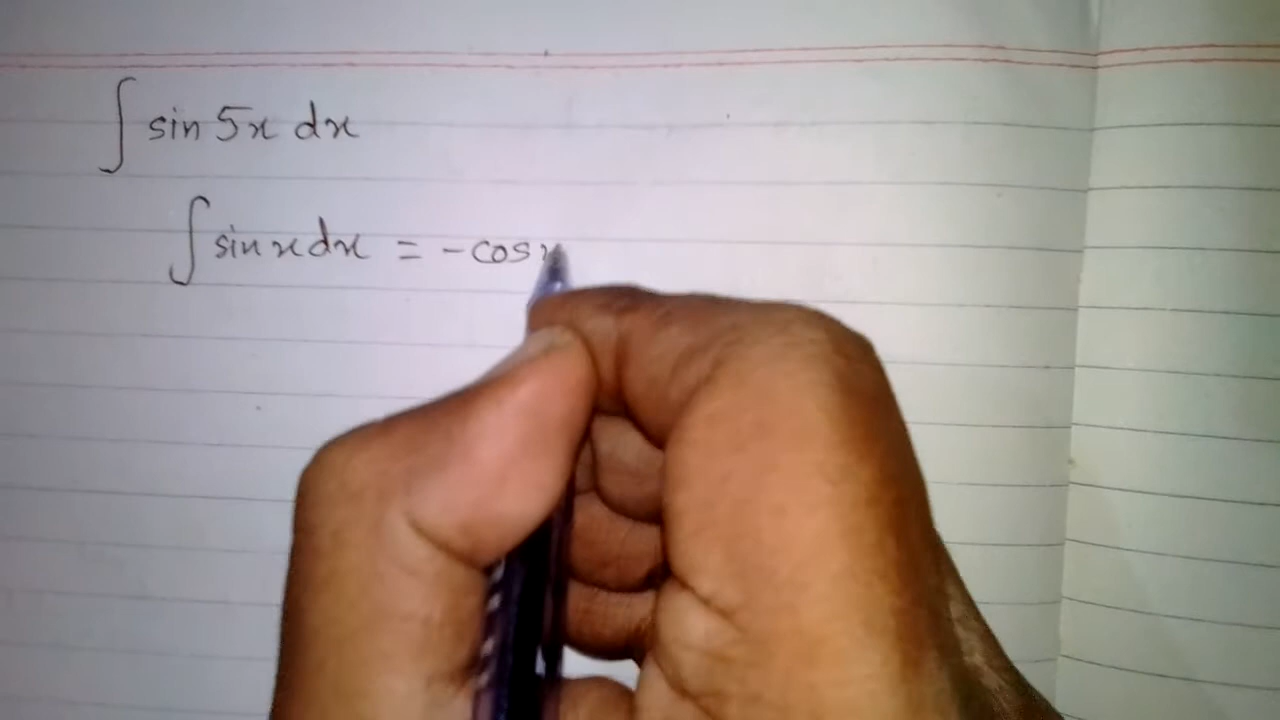 ∫ sin 5x dx
∫ sin x dx = -cos x